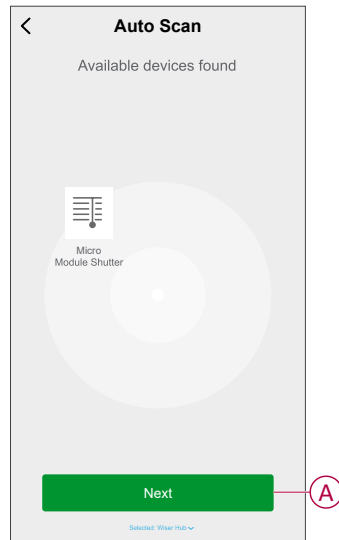 Auto Scan
Available devices found
Micro
Module Shutter
Next
A
Selected: Wiser Hub